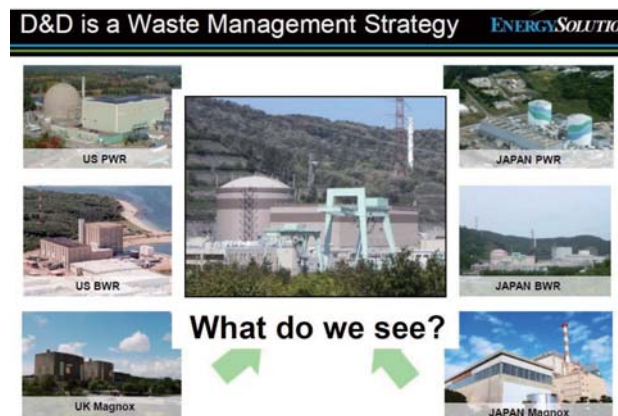 D&D is a Waste Management Strategy
ENERGYSOLUTIO
US PWR
JAPAN PWR
US BWR
JAPAN BWR
What do we see?
UK Magnox
JAPAN Magnox